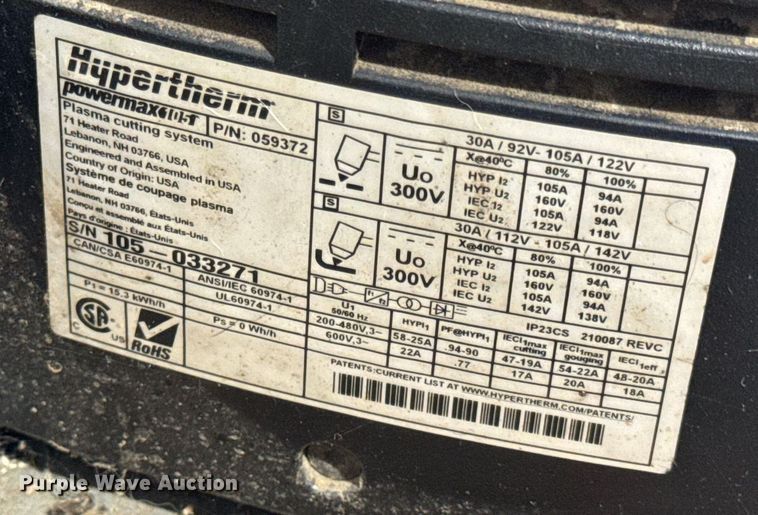 Hypertherm
powermax105
P/N: 059372
Plasma cutting system
71 Heater Road
Lebanon, NH 03766, USA
Engineered and Assembled in USA
Country of Origin: USA
Système de coupage plasma
71 Heater Road
Lebanon, NH 03766, États-Unis
Conçu et assemblé aux États-Unis
Pays d'origine : États-Unis
S/N 105-033271
CAN/CSA E60974-1
ANSI/IEC 60974-1
UL60974-1
P1 = 15.3 kWh/h
Ps = 0 Wh/h
C SA US
RoHS
S
30A / 92V- 105A / 122V
U0 300V
X@40°C 80% 100%
HYP I2 105A 94A
HYP U2 160V 160V
IEC I2 105A 94A
IEC U2 122V 118V
S
30A / 112V - 105A / 142V
U0 300V
X@40°C 80% 100%
HYP I2 105A 94A
HYP U2 160V 160V
IEC I2 105A 94A
IEC U2 142V 138V
IP23CS 210087 REVC
U1 50/60 Hz HYPI1 PF@HYPI1 IECI1max cutting IECI1max gouging IECI1eff
200-480V,3~ 58-25A .94-90 47-19A 54-22A 48-20A
600V,3~ 22A .77 17A 20A 18A
PATENTS:CURRENT LIST AT WWW.HYPERTHERM.COM/PATENTS/
Purple Wave Auction